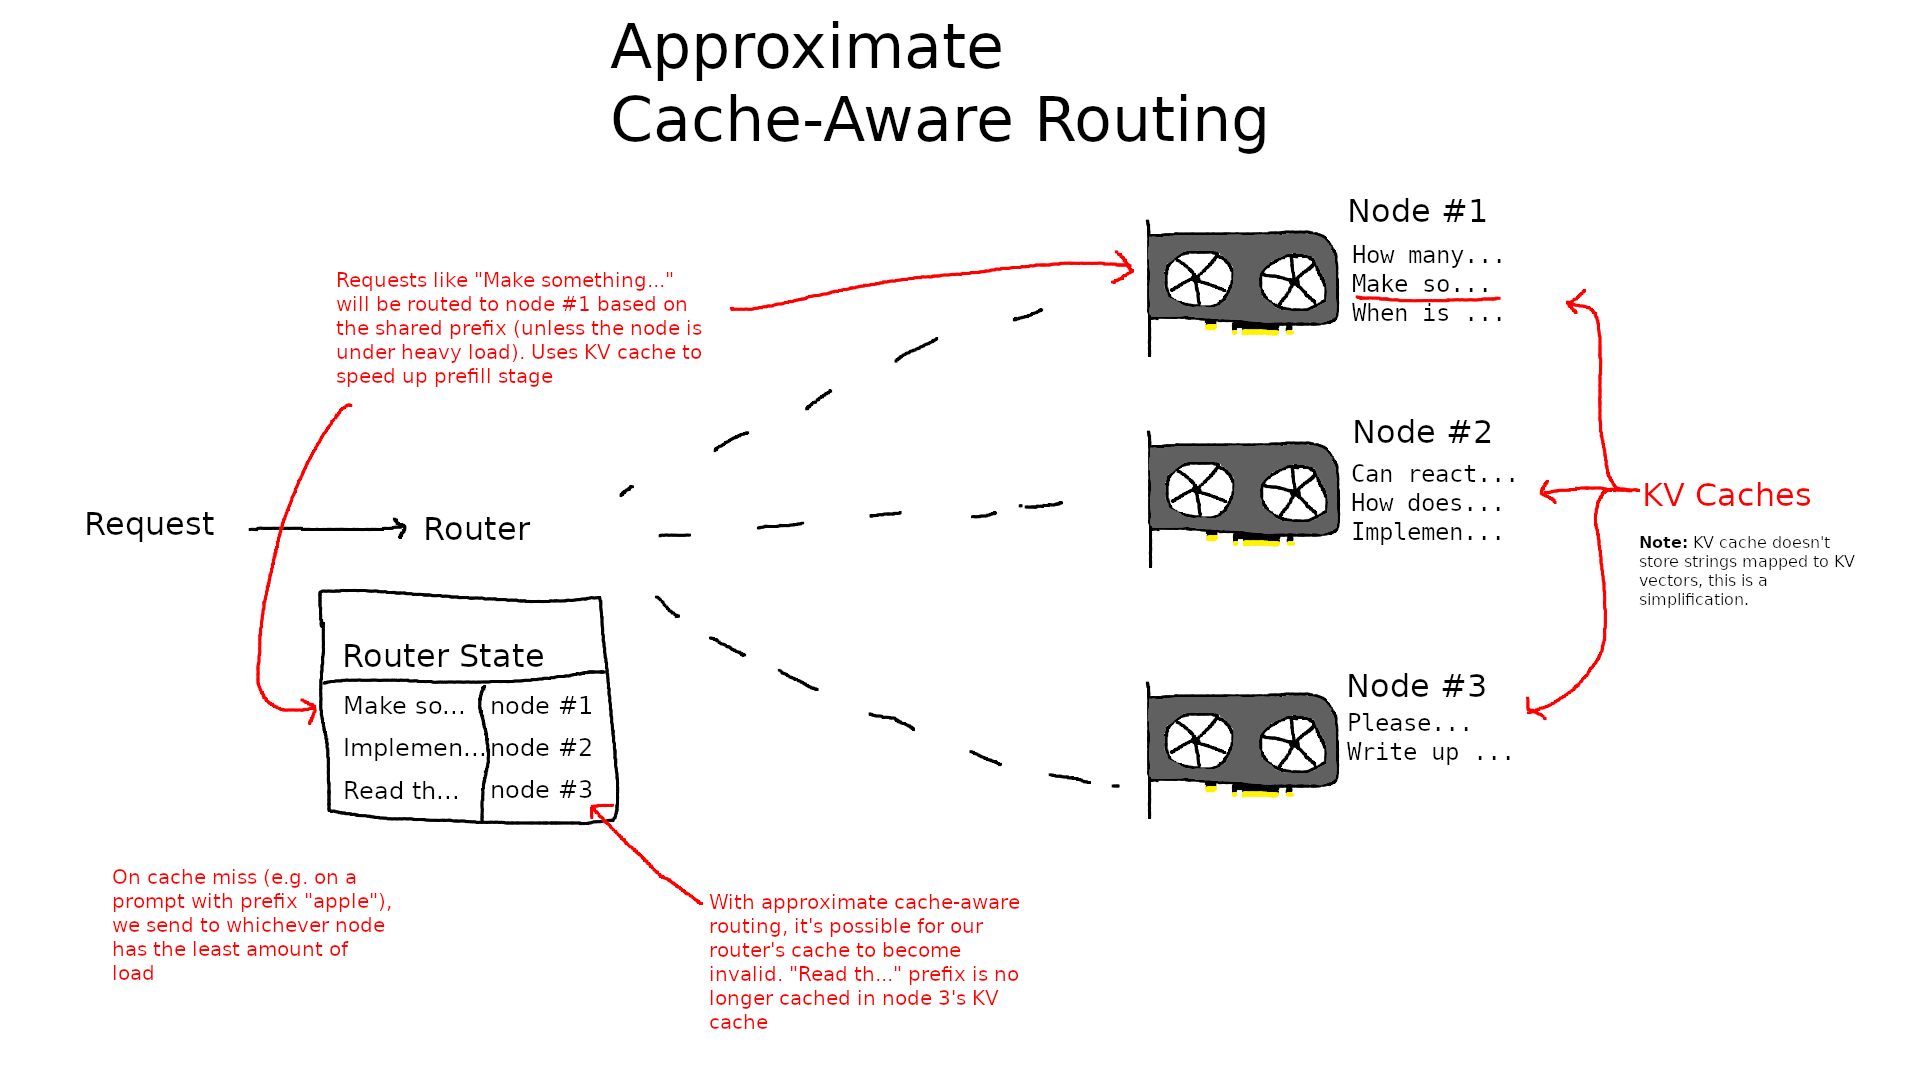 Approximate
Cache-Aware Routing
Requests like "Make something..."
will be routed to node #1 based on
the shared prefix (unless the node is
under heavy load). Uses KV cache to
speed up prefill stage
Node #1
How many...
Make so...
When is ...
Node #2
Can react...
How does...
Implemen...
KV Caches
Note: KV cache doesn't
store strings mapped to KV
vectors, this is a
simplification.
Request
Router
Router State
Make so... node #1
Implemen... node #2
Read th... node #3
Node #3
Please...
Write up ...
On cache miss (e.g. on a
prompt with prefix "apple"),
we send to whichever node
has the least amount of
load
With approximate cache-aware
routing, it's possible for our
router's cache to become
invalid. "Read th..." prefix is no
longer cached in node 3's KV
cache